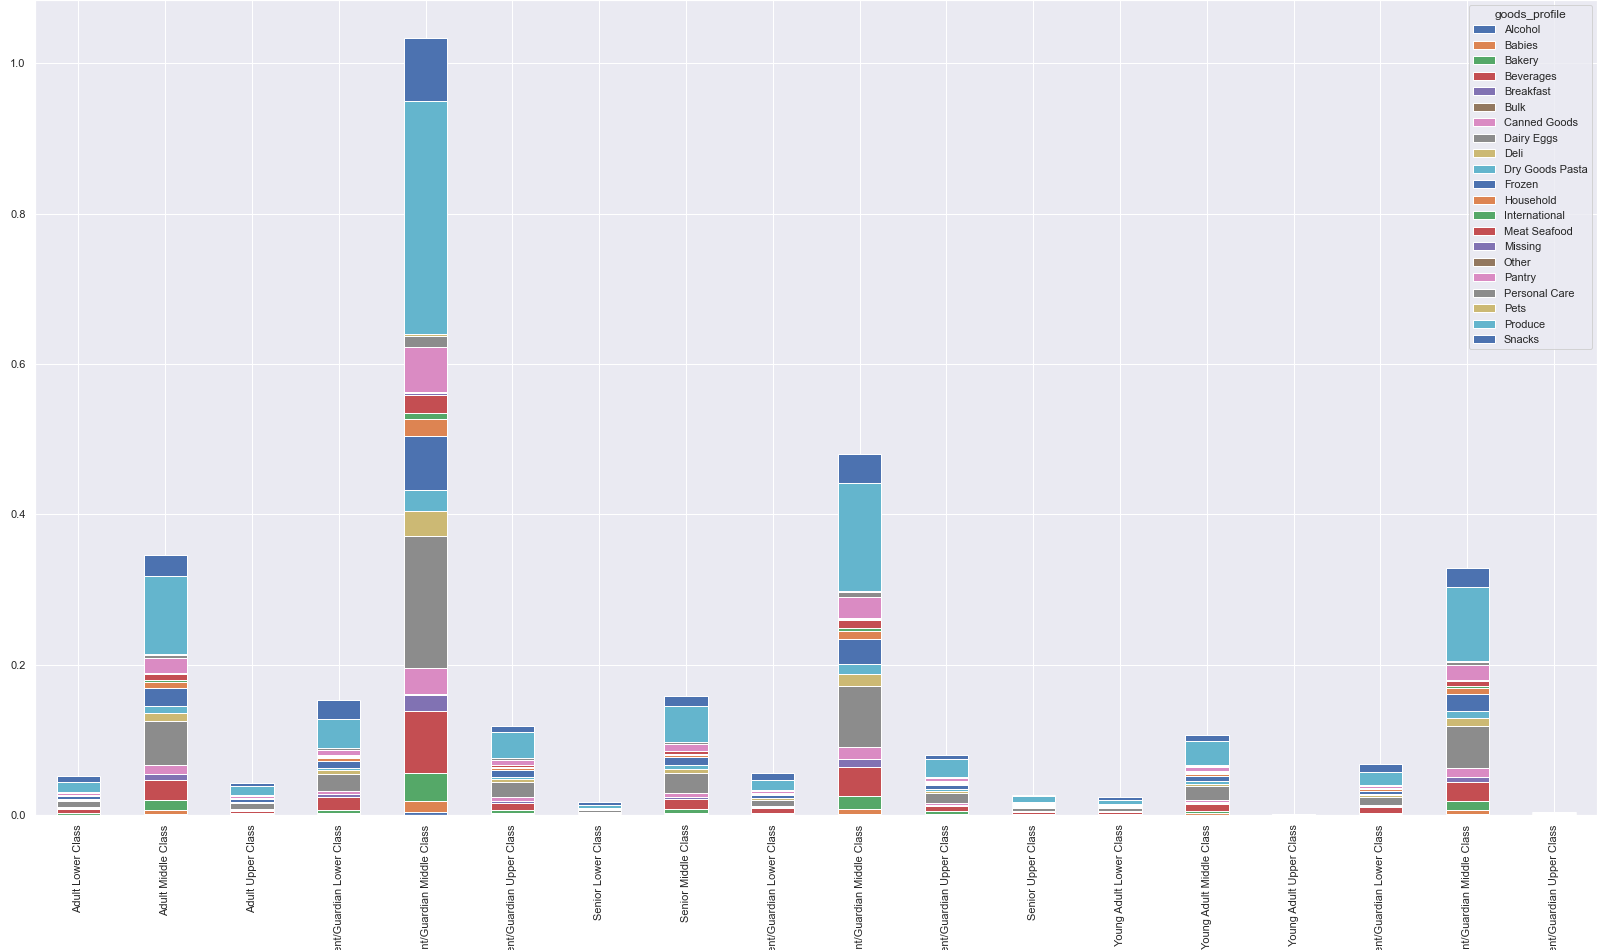 goods_profile
Alcohol
Babies
Bakery
Beverages
Breakfast
Bulk
Canned Goods
Dairy Eggs
Deli
Dry Goods Pasta
Frozen
Household
International
Meat Seafood
Missing
Other
Pantry
Personal Care
Pets
Produce
Snacks
1.0
0.8
0.6
0.4
0.2
0.0
Adult Lower Class
Adult Middle Class
Adult Upper Class
ent/Guardian Lower Class
ent/Guardian Middle Class
ent/Guardian Upper Class
Senior Lower Class
Senior Middle Class
ent/Guardian Lower Class
ent/Guardian Middle Class
ent/Guardian Upper Class
Senior Upper Class
Young Adult Lower Class
Young Adult Middle Class
Young Adult Upper Class
ent/Guardian Lower Class
ent/Guardian Middle Class
ent/Guardian Upper Class